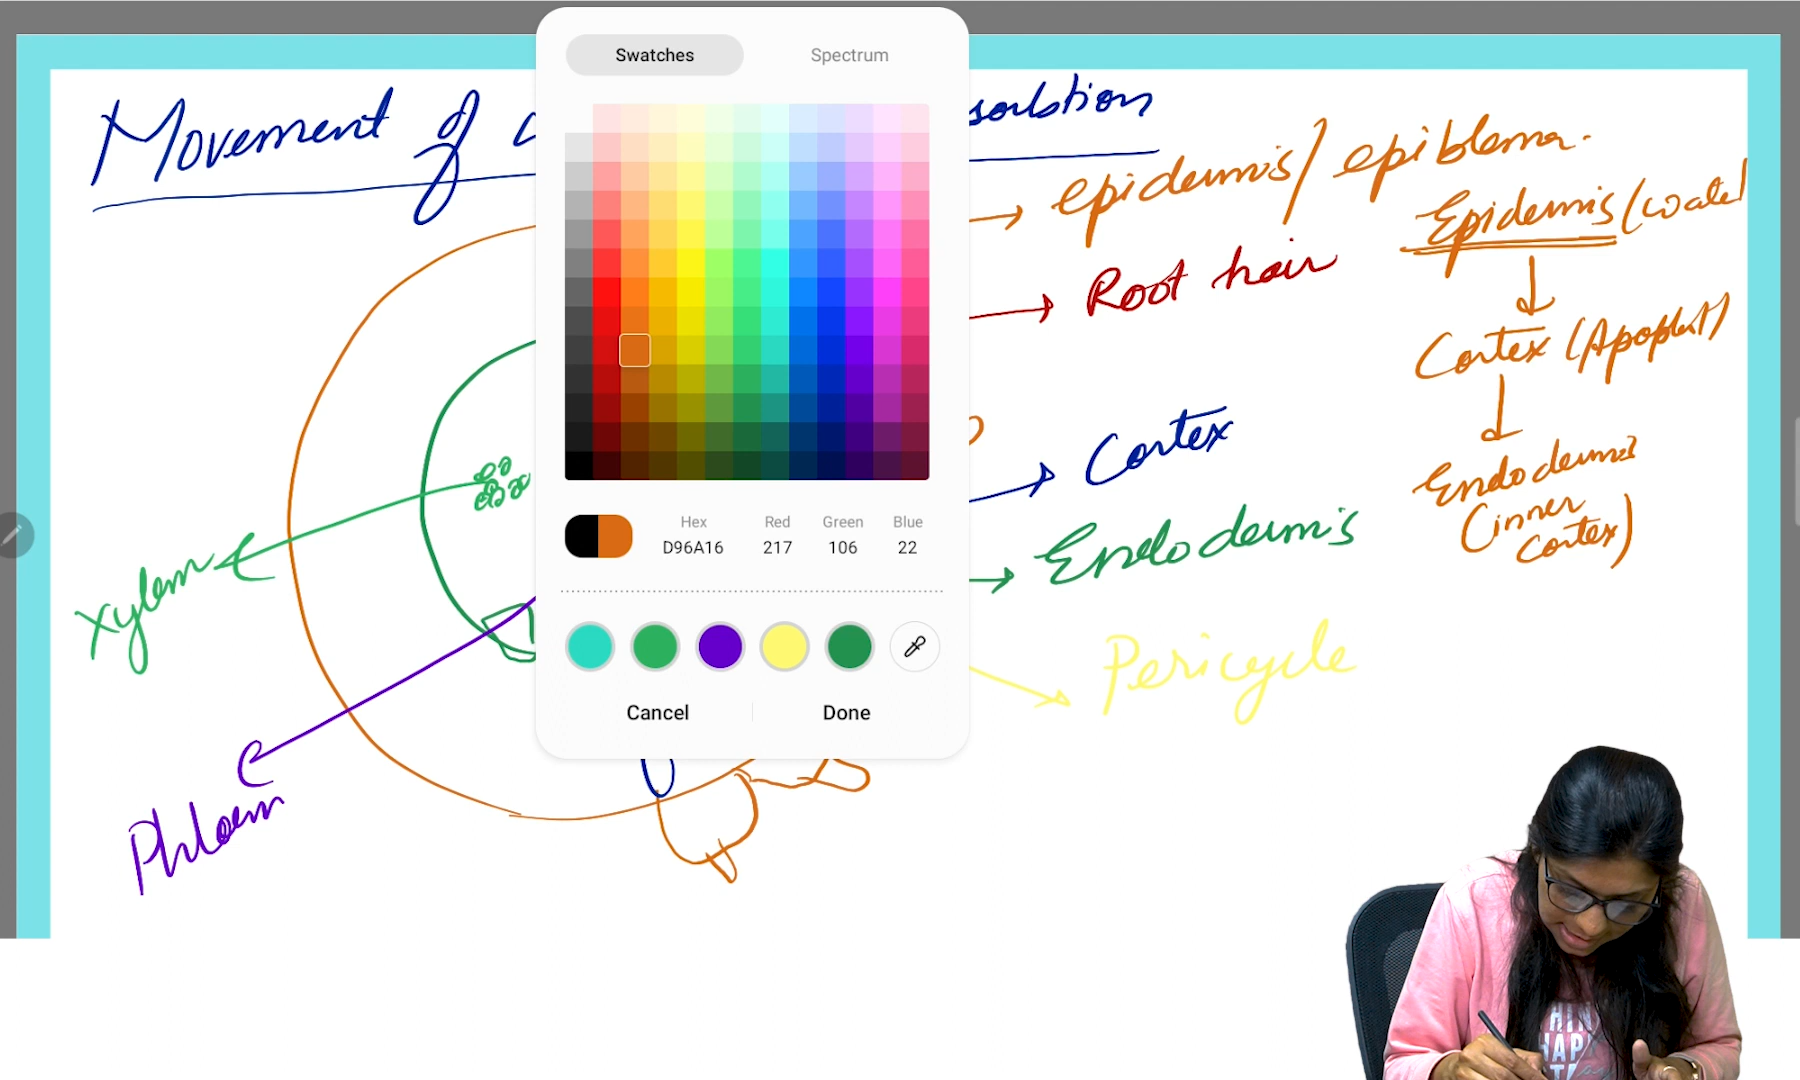 Swatches
Spectrum
Movement of
epidermis/ epiblema.
Epidermis (water
Root hair
Cortex (Apoplast)
Cortex
Endodermis
(inner
cortex)
Endodermis
Hex Red Green Blue
D96A16 217 106 22
Xylem
Pericycle
Cancel Done
Phloem